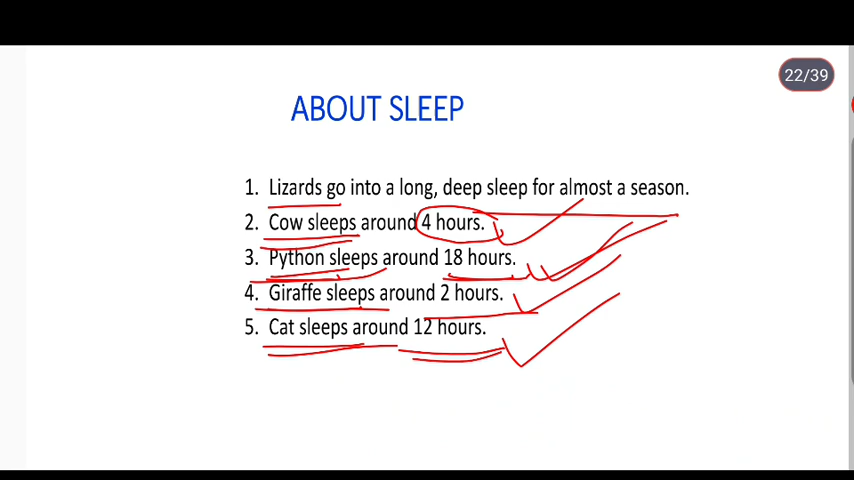 22/39
ABOUT SLEEP
1. Lizards go into a long, deep sleep for almost a season.
2. Cow sleeps around 4 hours.
3. Python sleeps around 18 hours.
4. Giraffe sleeps around 2 hours.
5. Cat sleeps around 12 hours.